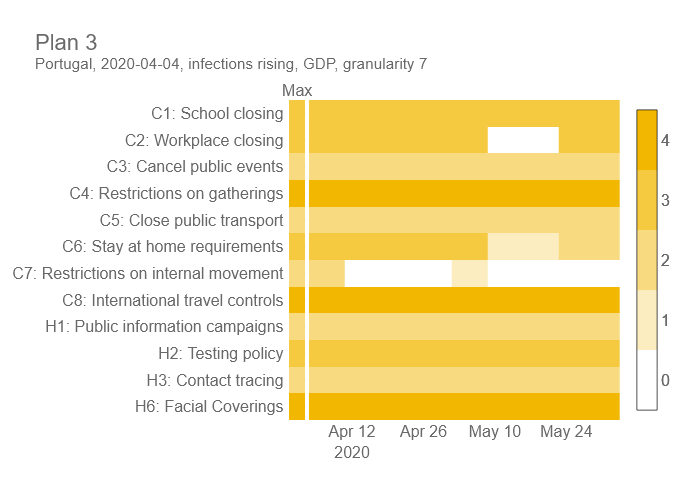 Plan 3
Portugal, 2020-04-04, infections rising, GDP, granularity 7
Max
C1: School closing
C2: Workplace closing
C3: Cancel public events
C4: Restrictions on gatherings
C5: Close public transport
C6: Stay at home requirements
C7: Restrictions on internal movement
C8: International travel controls
H1: Public information campaigns
H2: Testing policy
H3: Contact tracing
H6: Facial Coverings
Apr 12 Apr 26 May 10 May 24
2020
4
3
2
1
0